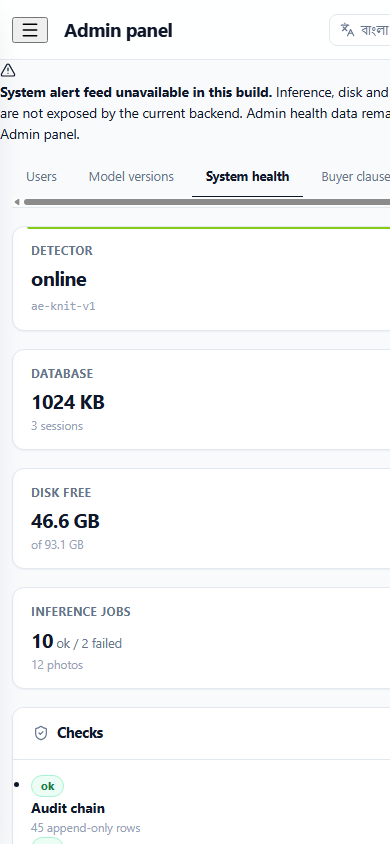 Admin panel
বাংলা
System alert feed unavailable in this build. Inference, disk and
are not exposed by the current backend. Admin health data rema
Admin panel.
Users Model versions System health Buyer clause
DETECTOR
online
ae-knit-v1
DATABASE
1024 KB
3 sessions
DISK FREE
46.6 GB
of 93.1 GB
INFERENCE JOBS
10 ok / 2 failed
12 photos
Checks
ok
Audit chain
45 append-only rows